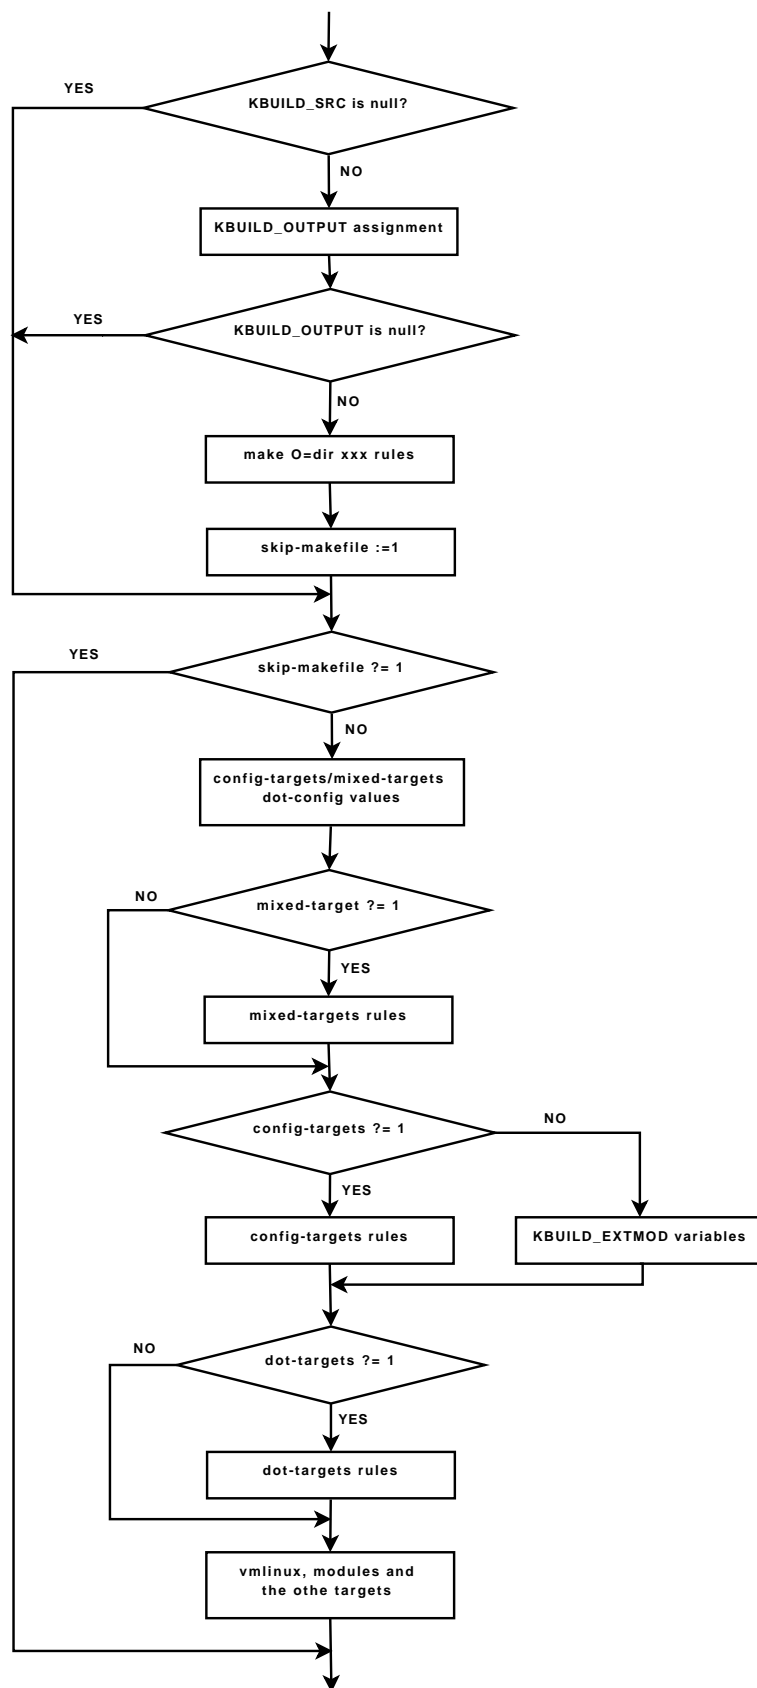 YES
KBUILD_SRC is null?
NO
KBUILD_OUTPUT assignment
YES
KBUILD_OUTPUT is null?
NO
make O=dir xxx rules
skip-makefile :=1
YES
skip-makefile ?= 1
NO
config-targets/mixed-targets
dot-config values
NO
mixed-target ?= 1
YES
mixed-targets rules
NO
config-targets ?= 1
YES
config-targets rules
KBUILD_EXTMOD variables
NO
dot-targets ?= 1
YES
dot-targets rules
vmlinux, modules and
the othe targets